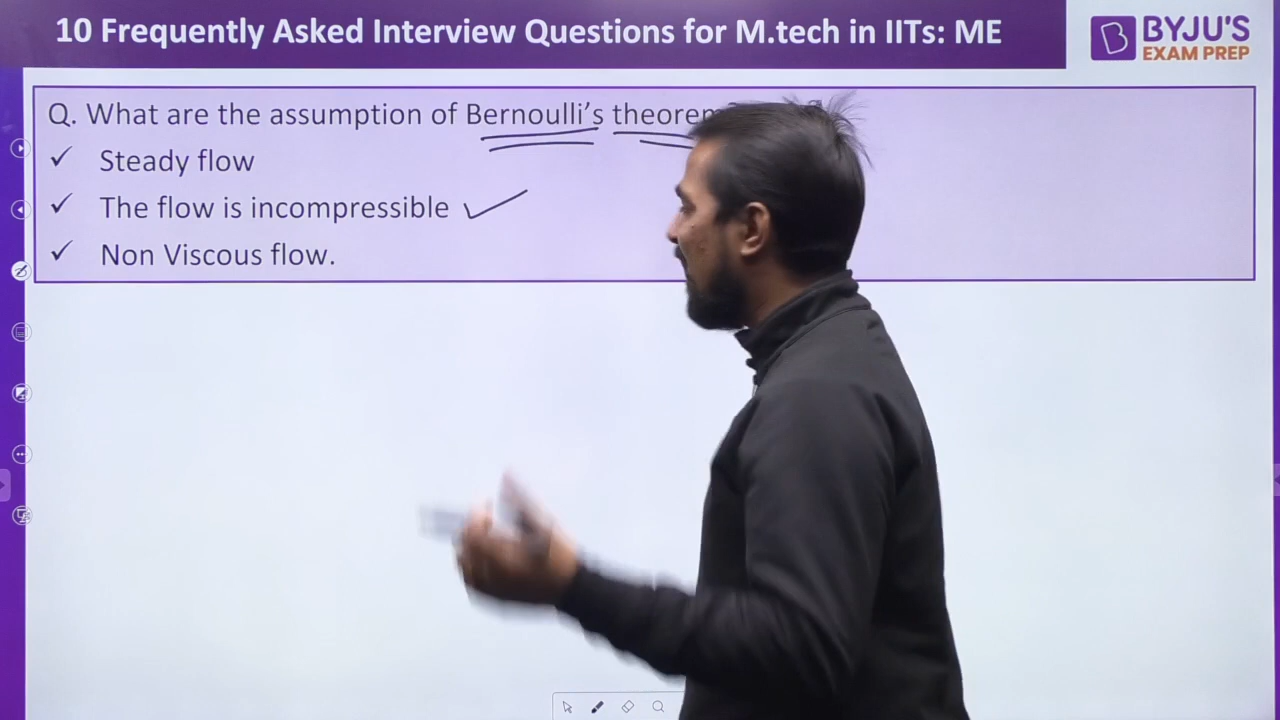 10 Frequently Asked Interview Questions for M.tech in IITs: ME
BYJU'S
EXAM PREP
Q. What are the assumption of Bernoulli's
✓ Steady flow
✓ The flow is incompressible ✓
✓ Non Viscous flow.